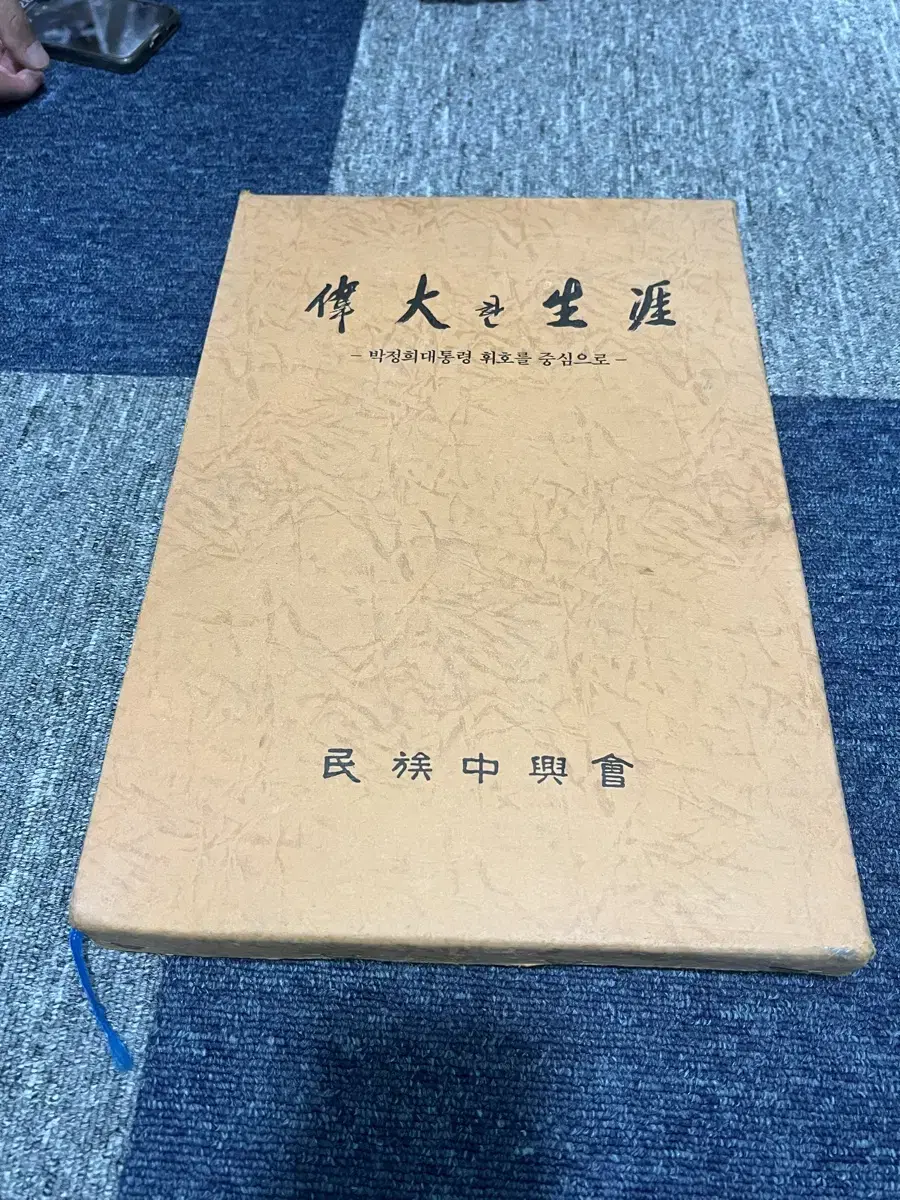 偉大한生涯
- 박정희대통령 휘호를 중심으로 -
民族中興會